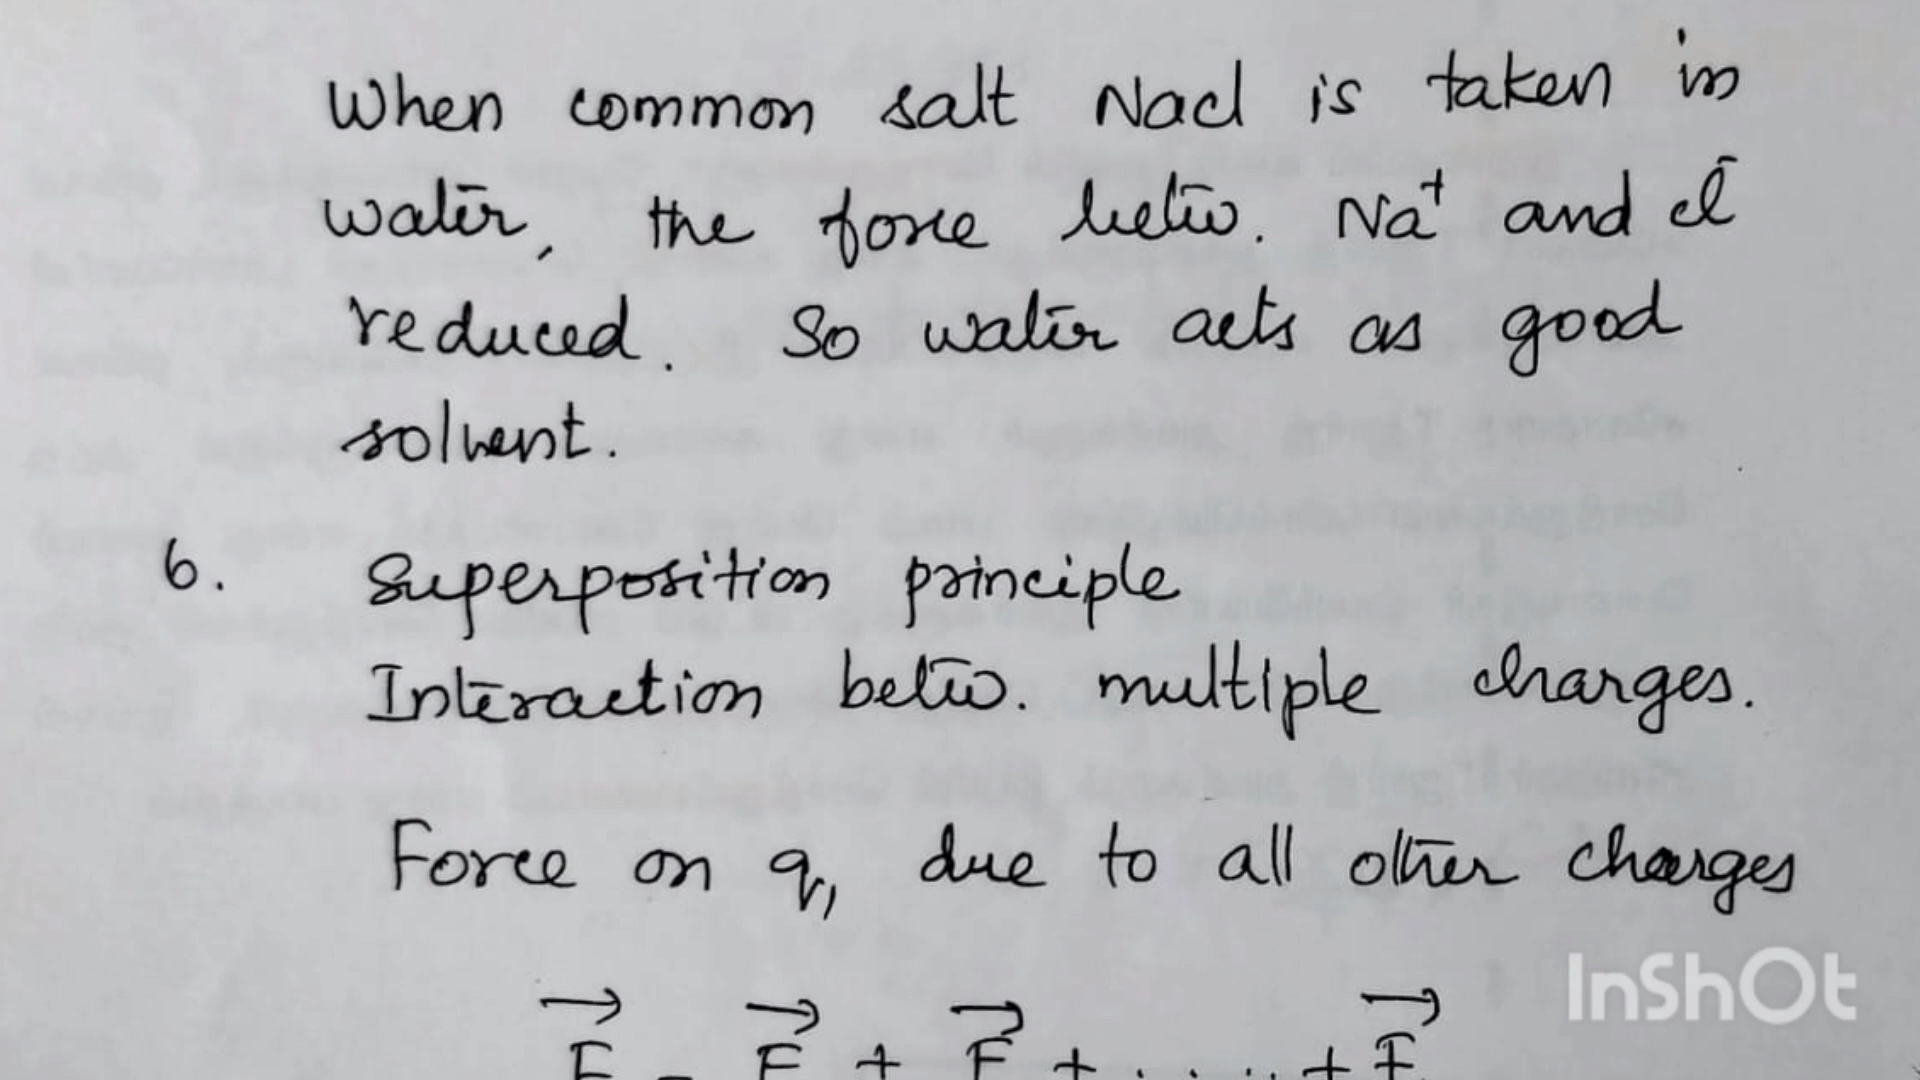 When common salt Nacl is taken in
water, the force betw. Na⁺ and cl⁻
reduced. So water acts as good
solvent.
6. Superposition principle
Interaction betw. multiple charges.
Force on q₁ due to all other charges
InShOt
F⃗ = F⃗ + F⃗ + ..... + F⃗